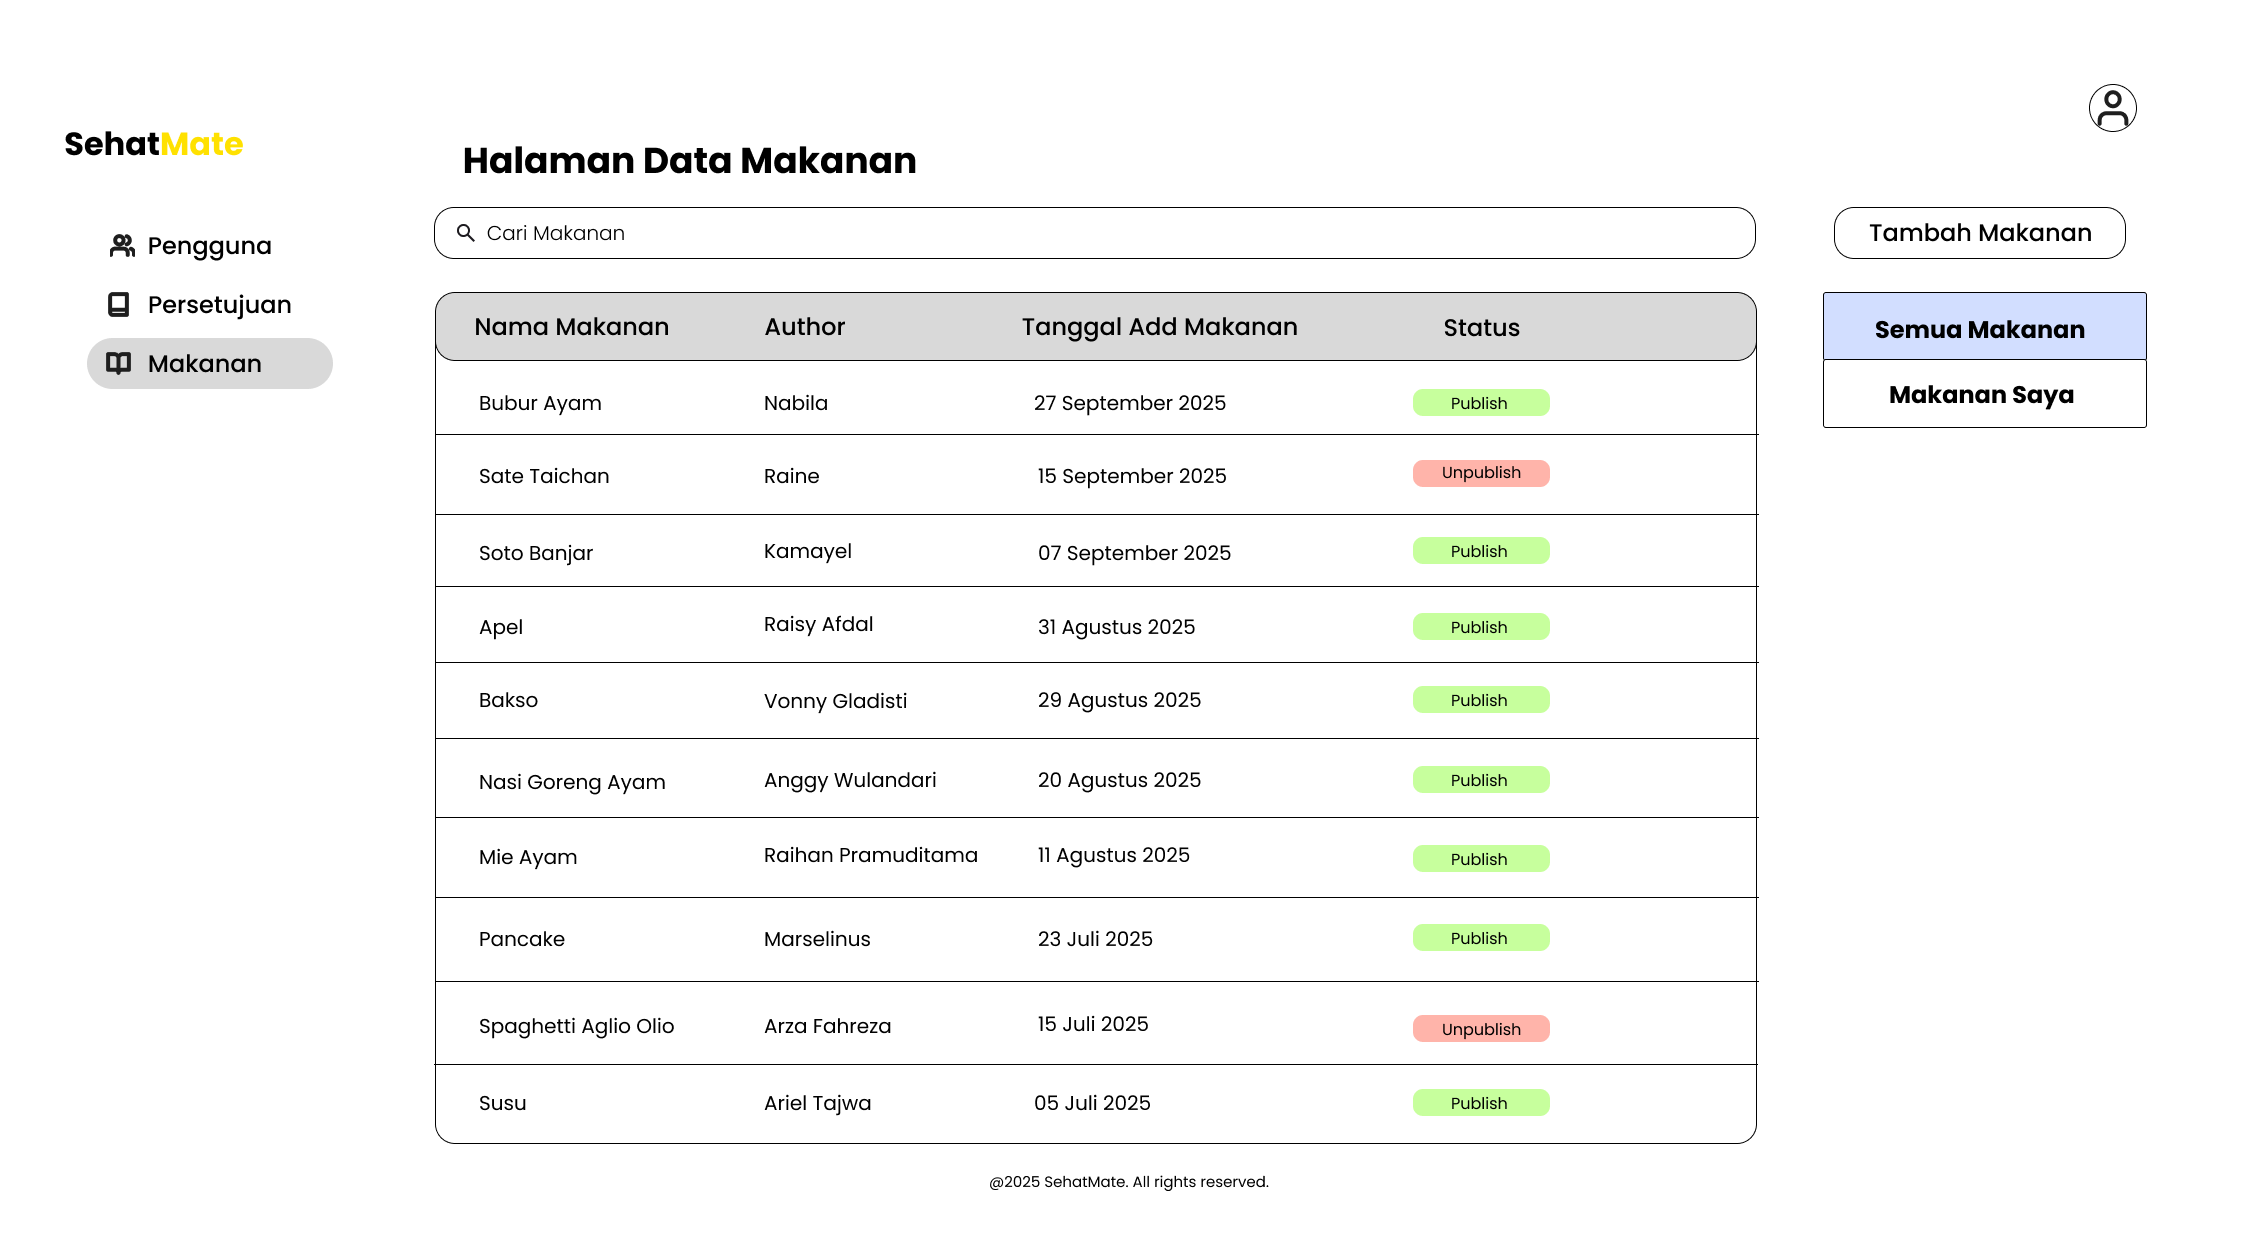 SehatMate
Halaman Data Makanan
Pengguna
Persetujuan
Makanan
Cari Makanan
Tambah Makanan
Semua Makanan
Makanan Saya
Nama Makanan Author Tanggal Add Makanan Status
Bubur Ayam Nabila 27 September 2025 Publish
Sate Taichan Raine 15 September 2025 Unpublish
Soto Banjar Kamayel 07 September 2025 Publish
Apel Raisy Afdal 31 Agustus 2025 Publish
Bakso Vonny Gladisti 29 Agustus 2025 Publish
Nasi Goreng Ayam Anggy Wulandari 20 Agustus 2025 Publish
Mie Ayam Raihan Pramuditama 11 Agustus 2025 Publish
Pancake Marselinus 23 Juli 2025 Publish
Spaghetti Aglio Olio Arza Fahreza 15 Juli 2025 Unpublish
Susu Ariel Tajwa 05 Juli 2025 Publish
@2025 SehatMate. All rights reserved.